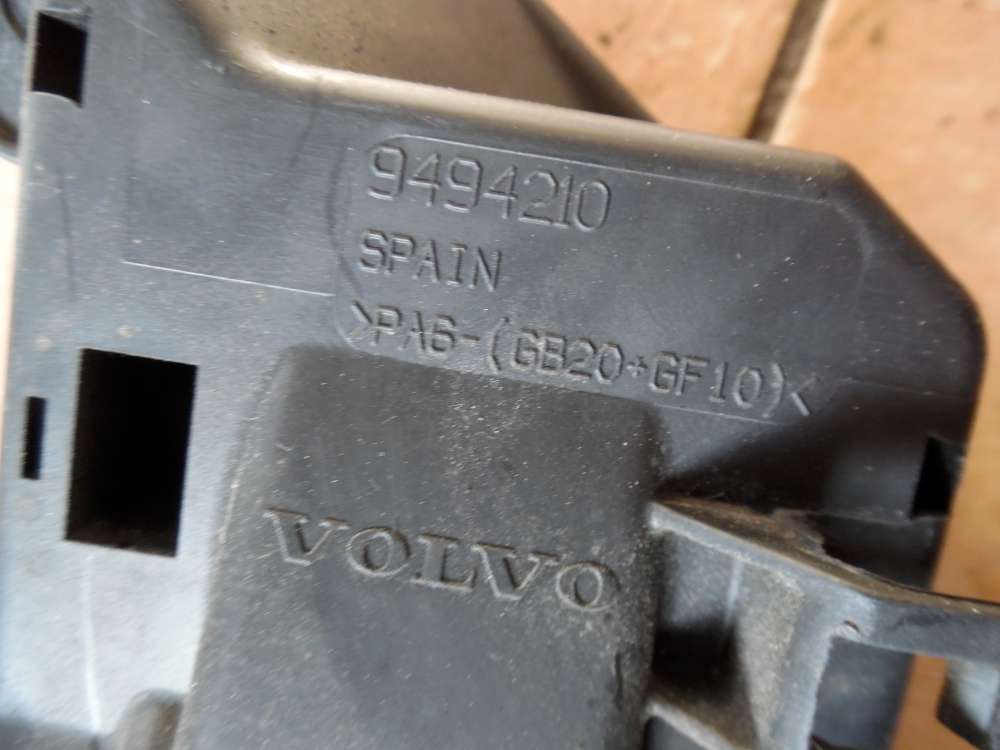 9494210
SPAIN
>PA6-(GB20+GF10)<
VOLVO